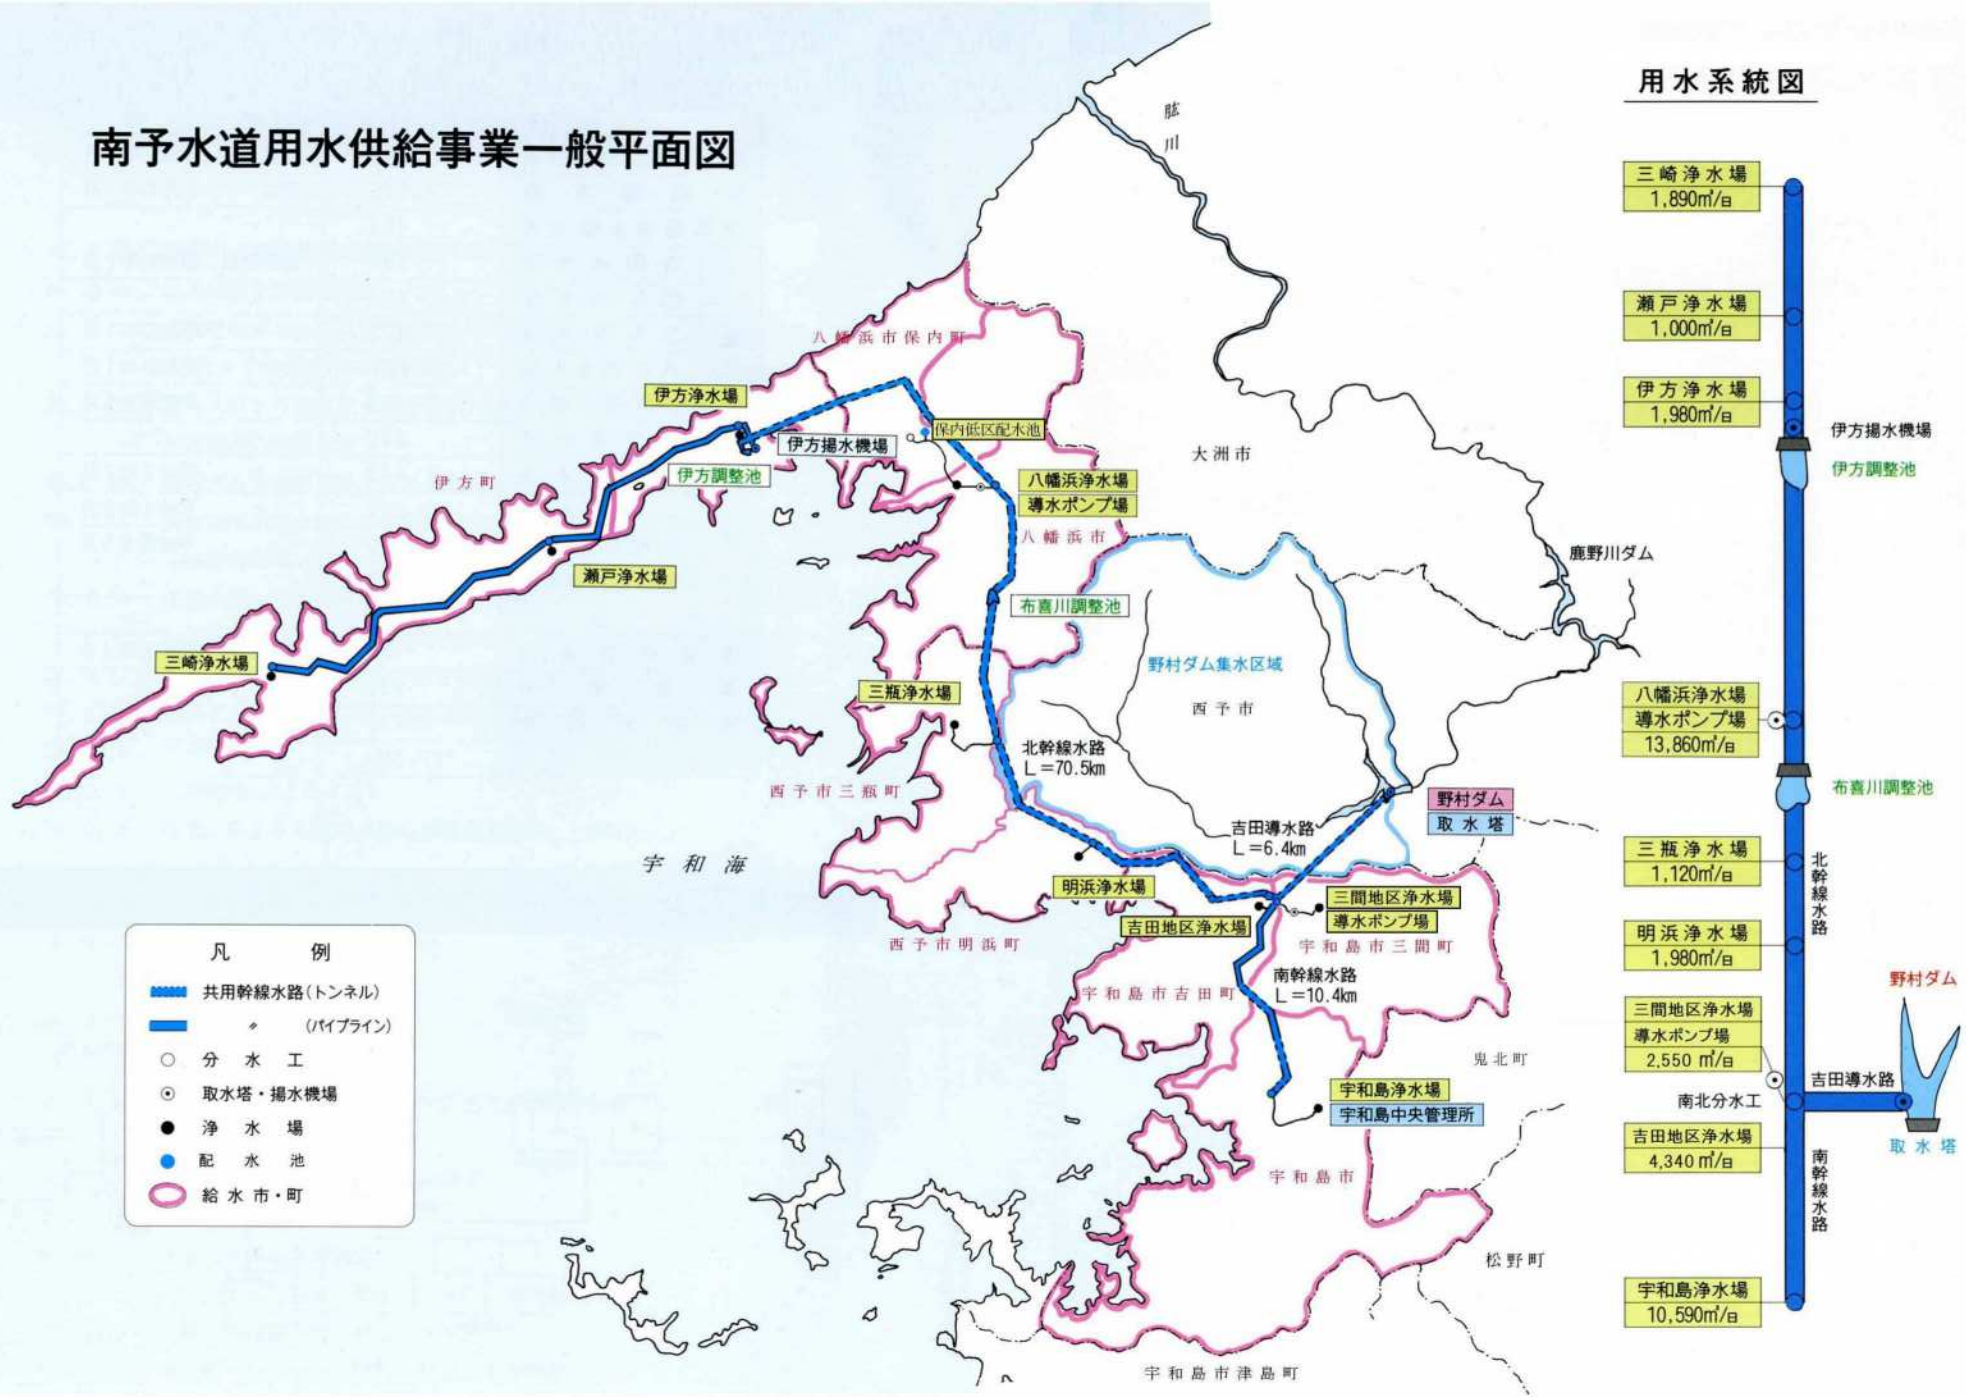 南予水道用水供給事業一般平面図
肱川
八幡浜市保内町
伊方浄水場
保内低区配水池
伊方揚水機場
大洲市
伊方調整池
伊方町
八幡浜浄水場
導水ポンプ場
八幡浜市
鹿野川ダム
瀬戸浄水場
布喜川調整池
三崎浄水場
野村ダム集水区域
三瓶浄水場
西予市
北幹線水路
L=70.5km
西予市三瓶町
野村ダム
取水塔
吉田導水路
L=6.4km
宇和海
明浜浄水場
三間地区浄水場
導水ポンプ場
吉田地区浄水場
西予市明浜町
宇和島市三間町
南幹線水路
L=10.4km
宇和島市吉田町
鬼北町
宇和島浄水場
宇和島中央管理所
宇和島市
松野町
宇和島市津島町
凡例
共用幹線水路(トンネル)
〃 (パイプライン)
分水工
取水塔・揚水機場
浄水場
配水池
給水市・町
用水系統図
三崎浄水場
1,890㎥/日
瀬戸浄水場
1,000㎥/日
伊方浄水場
1,980㎥/日
伊方揚水機場
伊方調整池
八幡浜浄水場
導水ポンプ場
13,860㎥/日
布喜川調整池
三瓶浄水場
1,120㎥/日
北幹線水路
明浜浄水場
1,980㎥/日
野村ダム
三間地区浄水場
導水ポンプ場
2,550㎥/日
吉田導水路
南北分水工
吉田地区浄水場
4,340㎥/日
取水塔
南幹線水路
宇和島浄水場
10,590㎥/日